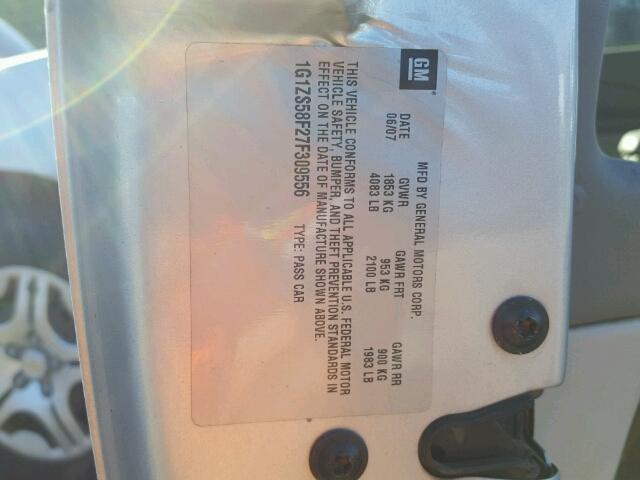 GM
MFD BY GENERAL MOTORS CORP.
DATE GVWR GAWR FRT GAWR RR
06/07 1853 KG 953 KG 900 KG
4083 LB 2100 LB 1983 LB
THIS VEHICLE CONFORMS TO ALL APPLICABLE U.S. FEDERAL MOTOR
VEHICLE SAFETY, BUMPER, AND THEFT PREVENTION STANDARDS IN
EFFECT ON THE DATE OF MANUFACTURE SHOWN ABOVE.
1G1ZS58F27F309556 TYPE: PASS CAR